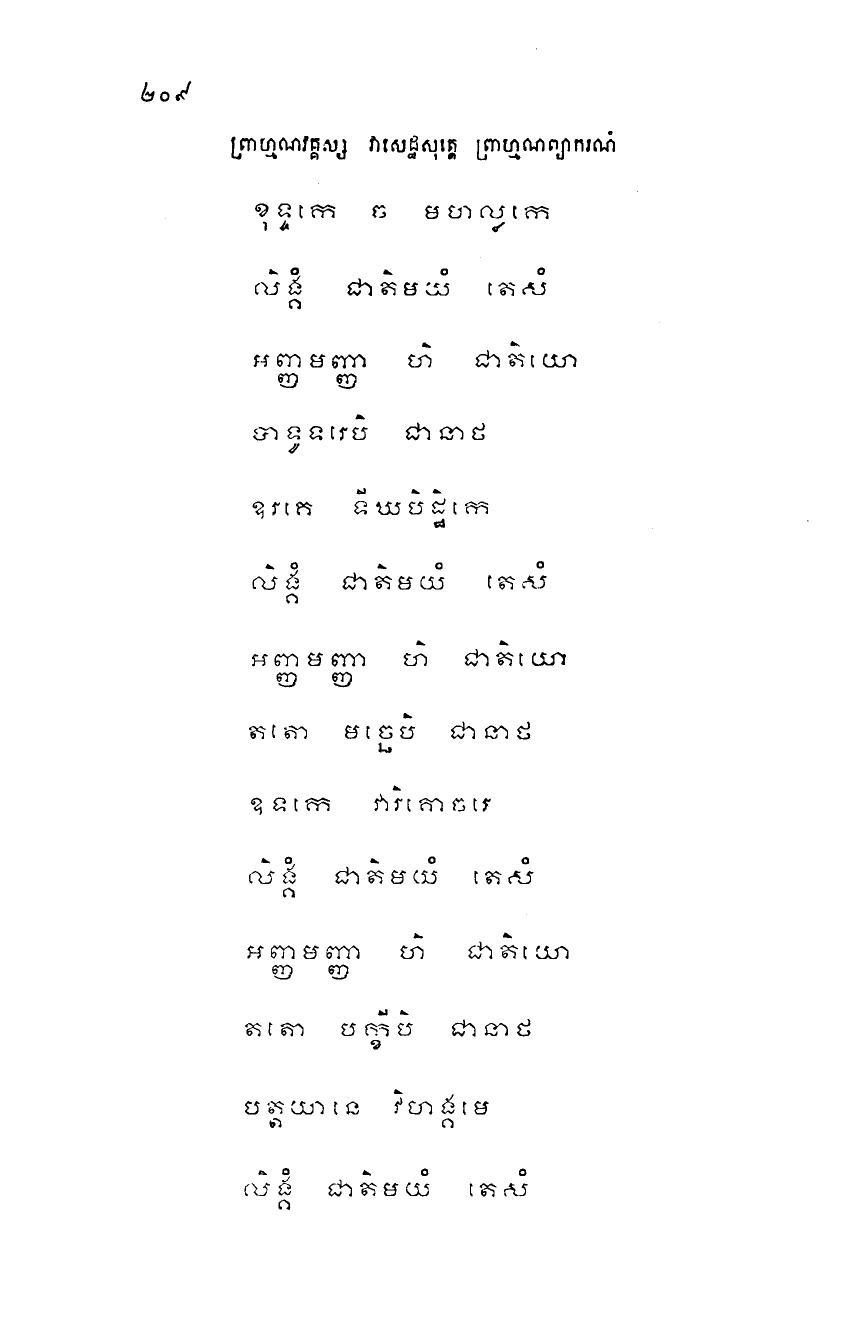 ២០៩
ព្រាហ្មណវគ្គស្ស វាសេដ្ឋសុត្តេ ព្រាហ្មណព្យាករណំ
ខុទ្ទកេ ច មហល្លកេ
លិង្គំ ជាតិមយំ តេសំ
អញ្ញមញ្ញា ហិ ជាតិយោ
បាទូទរេបិ ជានាថ
ឧរគេ ទីឃបិដ្ឋិកេ
លិង្គំ ជាតិមយំ តេសំ
អញ្ញមញ្ញា ហិ ជាតិយោ
តតោ មច្ឆេបិ ជានាថ
ឧទកេ វារិគោចរេ
លិង្គំ ជាតិមយំ តេសំ
អញ្ញមញ្ញា ហិ ជាតិយោ
តតោ បក្ខីបិ ជានាថ
បត្តយានេ វិហង្គមេ
លិង្គំ ជាតិមយំ តេសំ